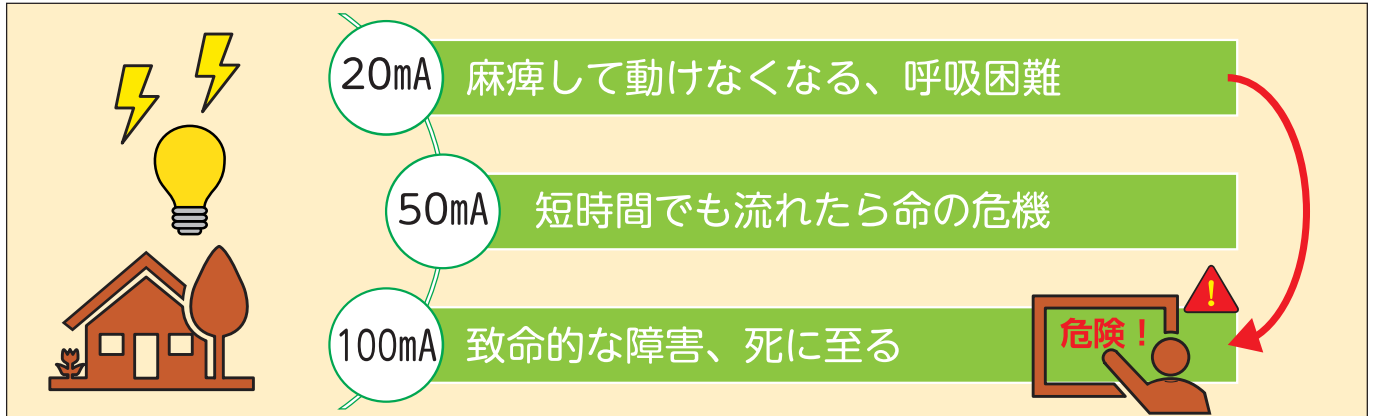 20mA 麻痺して動けなくなる、呼吸困難
50mA 短時間でも流れたら命の危機
100mA 致命的な障害、死に至る
危険！
!